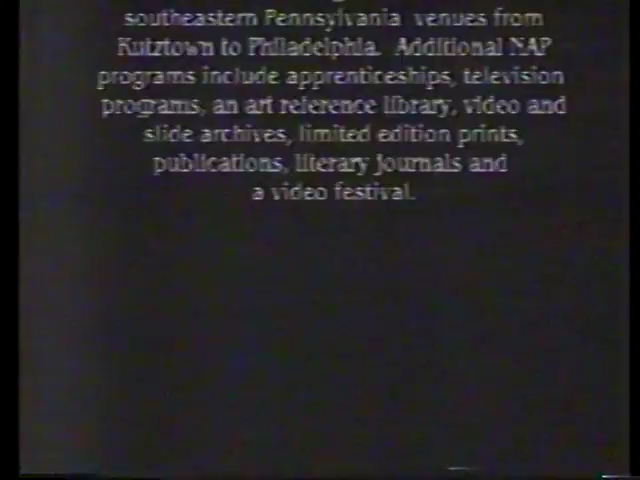 southeastern Pennsylvania venues from
Kutztown to Philadelphia. Additional NAP
programs include apprenticeships, television
programs, an art reference library, video and
slide archives, limited edition prints,
publications, literary journals and
a video festival.